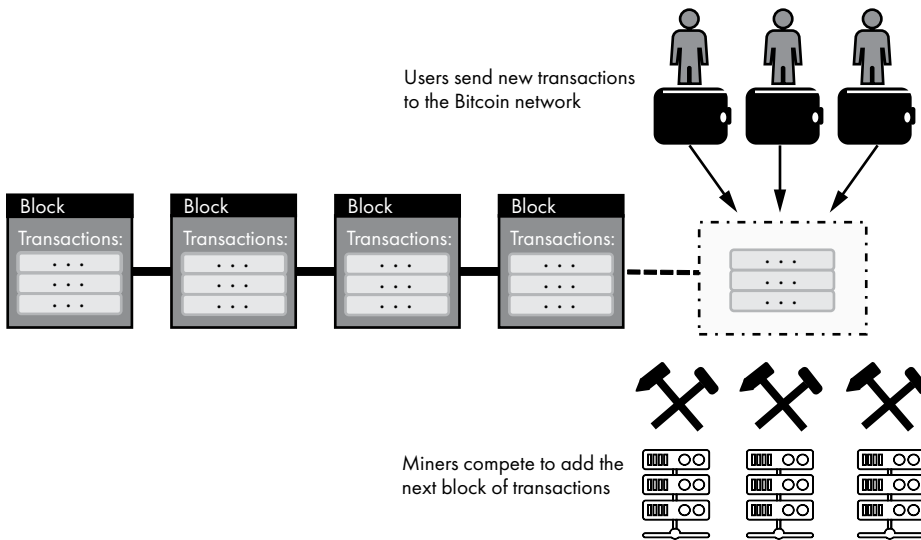 Users send new transactions
to the Bitcoin network
Block
Transactions:
. . .
. . .
. . .
Block
Transactions:
. . .
. . .
. . .
Block
Transactions:
. . .
. . .
. . .
Block
Transactions:
. . .
. . .
. . .
. . .
. . .
. . .
Miners compete to add the
next block of transactions